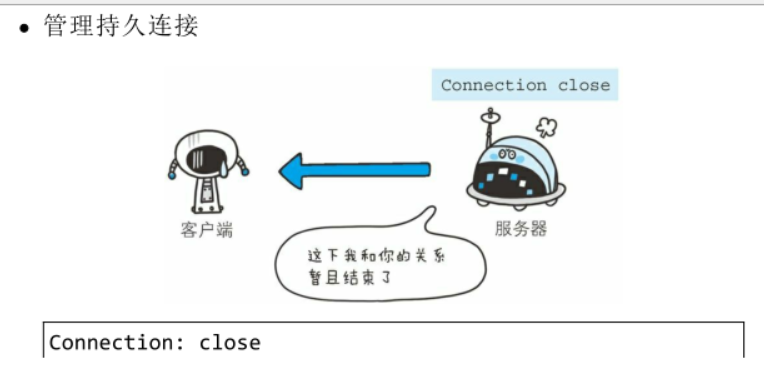 管理持久连接
Connection close
客户端
服务器
这下我和你的关系
暂且结束了
Connection: close